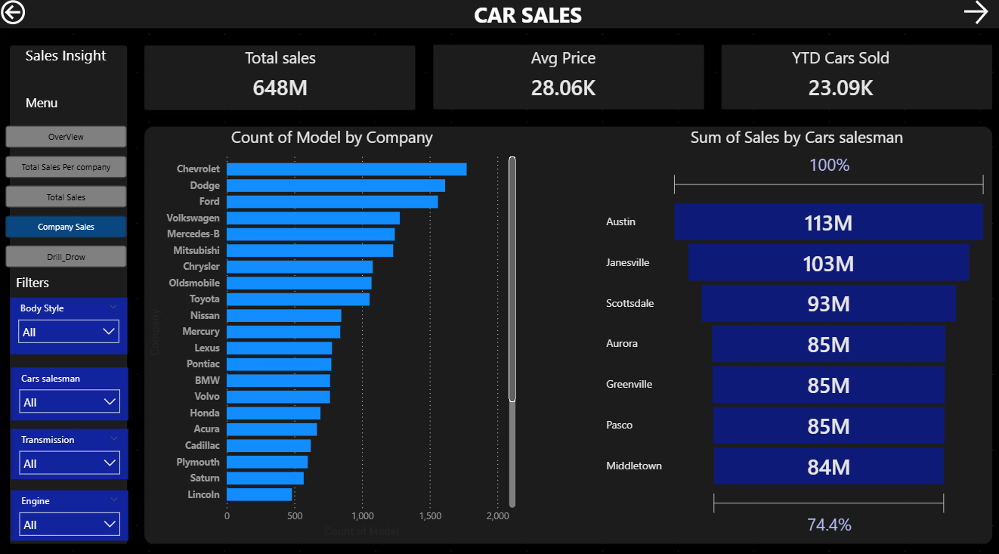 CAR SALES
Sales Insight
Menu
OverView
Total Sales Per company
Total Sales
Company Sales
Drill_Drow
Filters
Body Style
All
Cars salesman
All
Transmission
All
Engine
All
Total sales
648M
Avg Price
28.06K
YTD Cars Sold
23.09K
Count of Model by Company
Company
Chevrolet
Dodge
Ford
Volkswagen
Mercedes-B
Mitsubishi
Chrysler
Oldsmobile
Toyota
Nissan
Mercury
Lexus
Pontiac
BMW
Volvo
Honda
Acura
Cadillac
Plymouth
Saturn
Lincoln
0 500 1,000 1,500 2,000
Count of Model
Sum of Sales by Cars salesman
100%
Austin 113M
Janesville 103M
Scottsdale 93M
Aurora 85M
Greenville 85M
Pasco 85M
Middletown 84M
74.4%